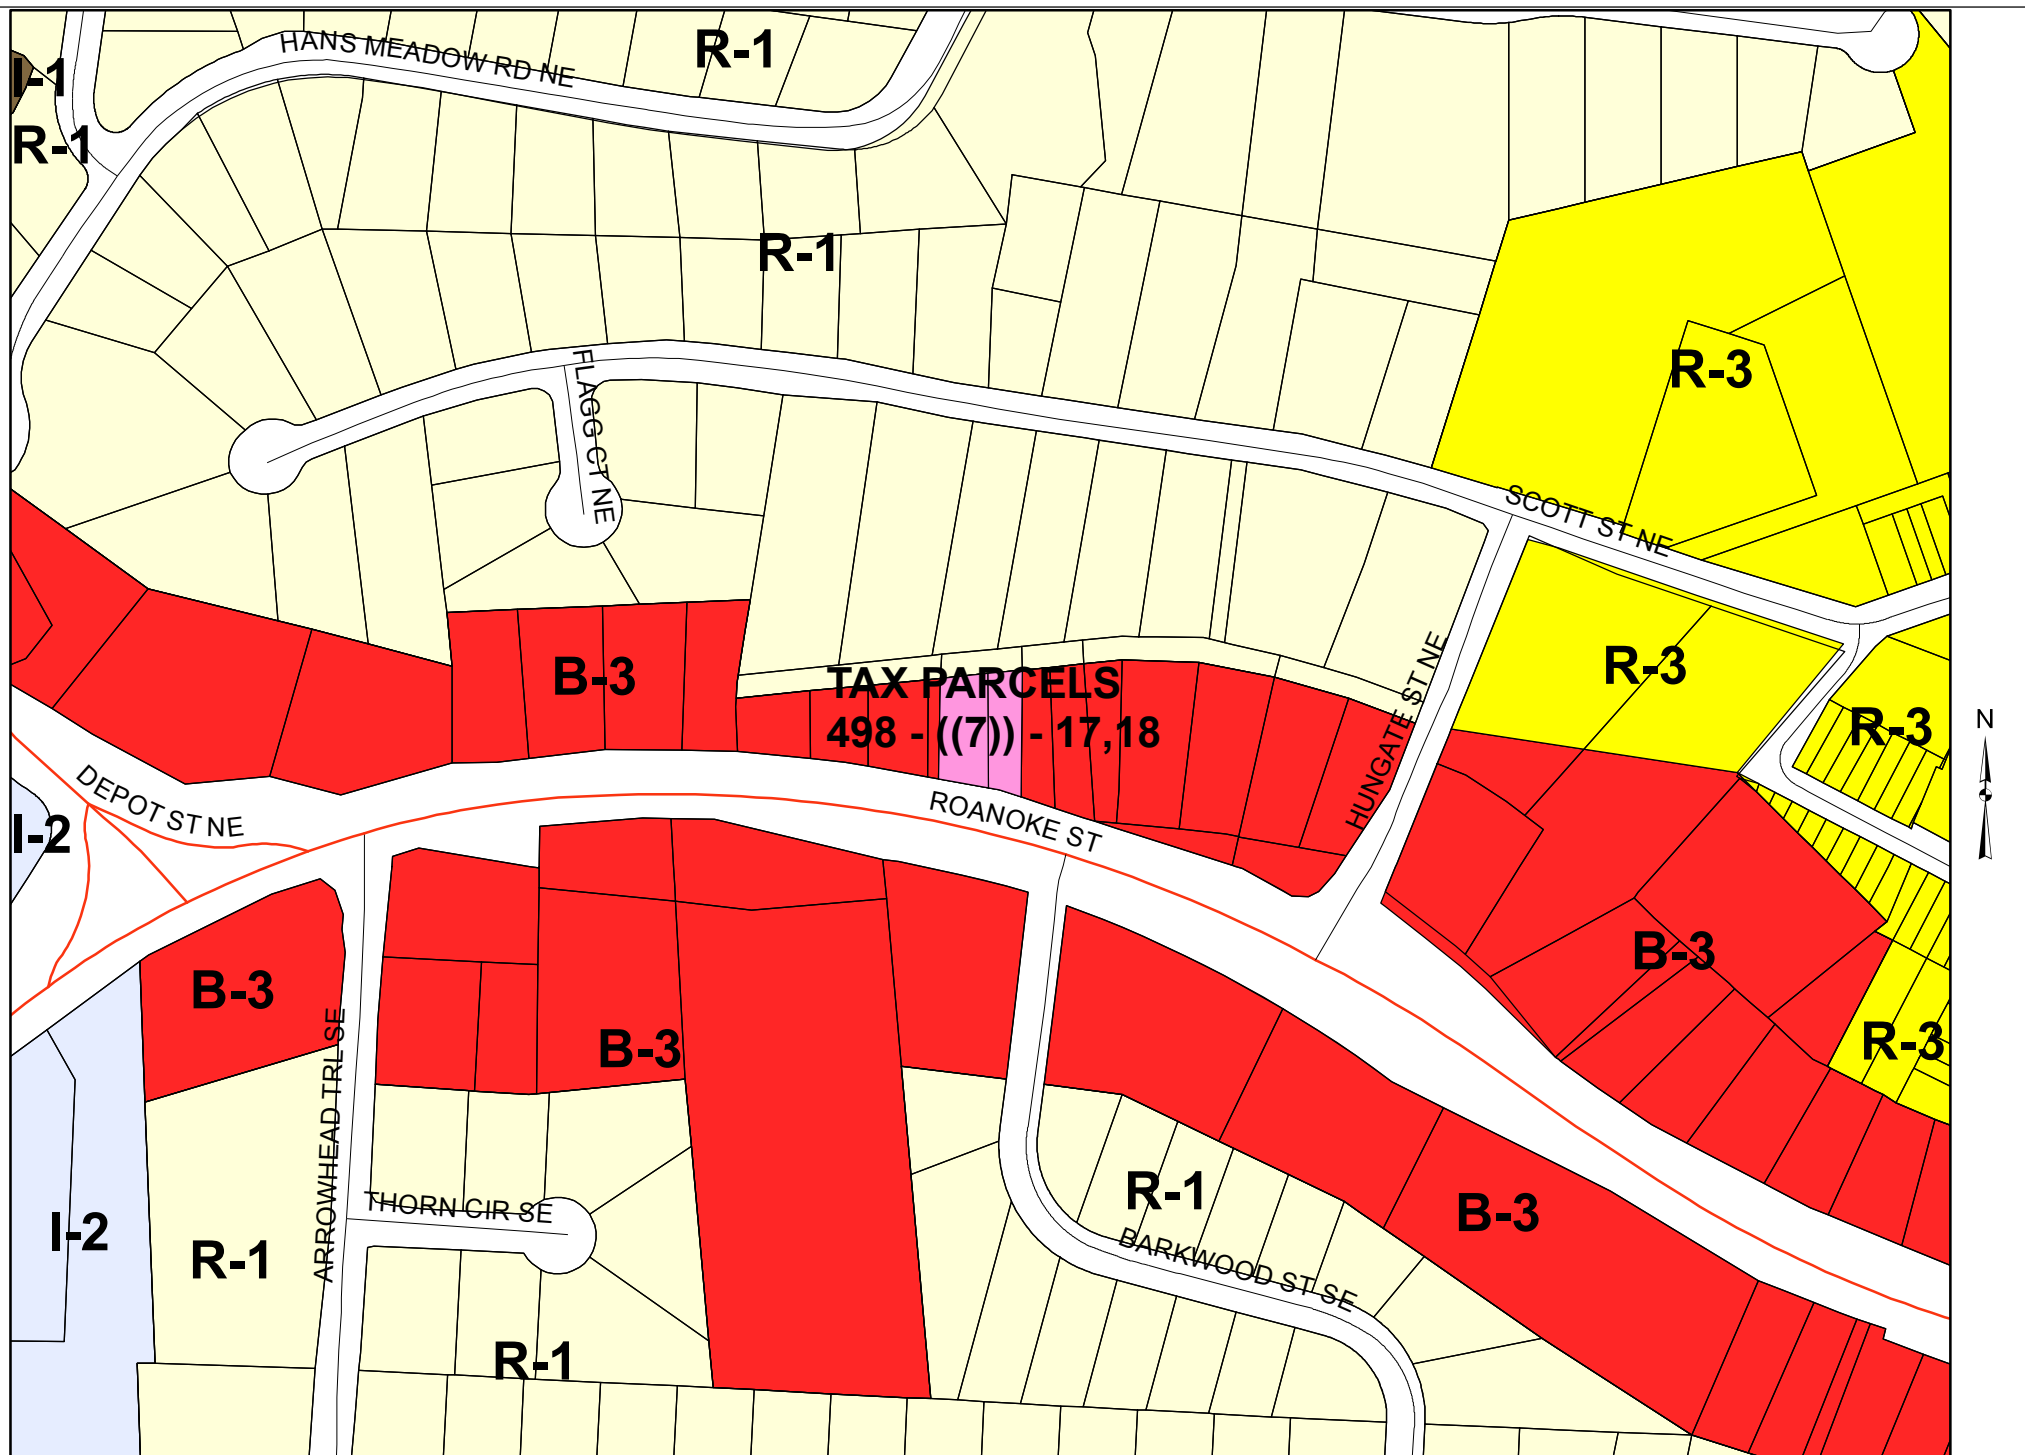 HANS MEADOW RD NE
R-1
I-1
R-1
R-1
FLAGG CT NE
R-3
SCOTT ST NE
B-3
TAX PARCELS
498 - ((7)) - 17,18
HUNGATE ST NE
R-3
R-3
N
DEPOT ST NE
I-2
ROANOKE ST
B-3
B-3
B-3
R-3
ARROWHEAD TRL SE
THORN CIR SE
R-1
B-3
I-2
R-1
BARKWOOD ST SE
R-1